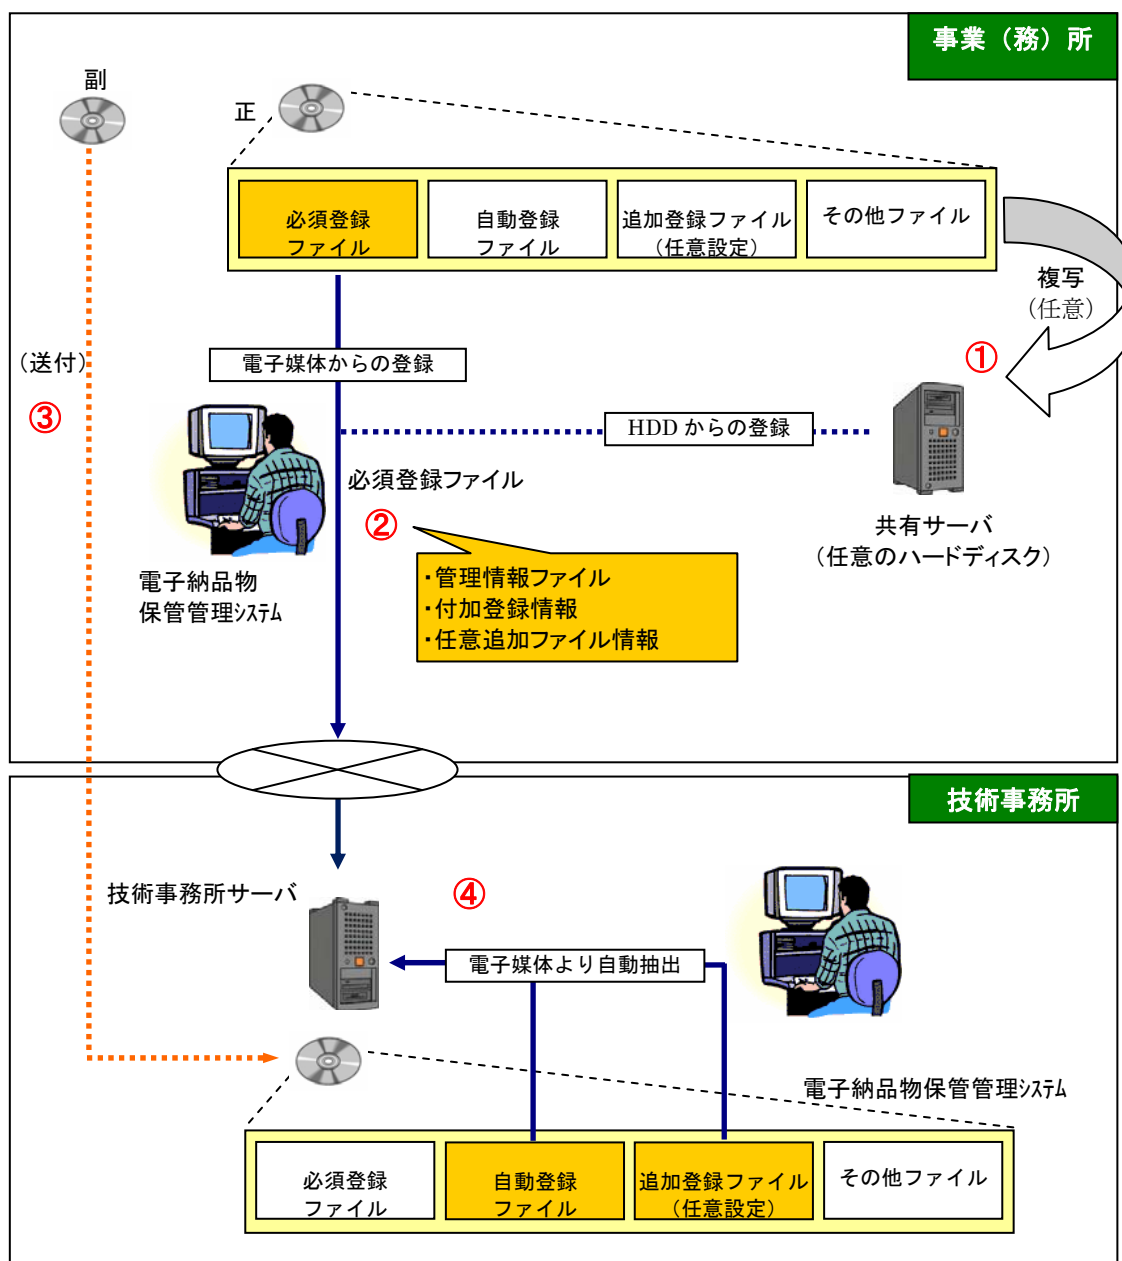 事業（務）所
副
正
必須登録
ファイル
自動登録
ファイル
追加登録ファイル
（任意設定）
その他ファイル
複写
（任意）
①
電子媒体からの登録
（送付）
③
HDD からの登録
必須登録ファイル
②
共有サーバ
（任意のハードディスク）
・管理情報ファイル
・付加登録情報
・任意追加ファイル情報
電子納品物
保管管理ｼｽﾃﾑ
技術事務所
技術事務所サーバ
④
電子媒体より自動抽出
電子納品物保管管理ｼｽﾃﾑ
必須登録
ファイル
自動登録
ファイル
追加登録ファイル
（任意設定）
その他ファイル